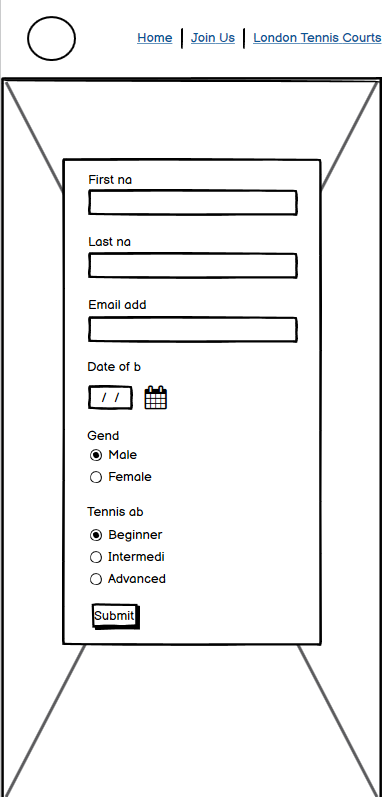 Home | Join Us | London Tennis Courts
First na
Last na
Email add
Date of b
/ /
Gend
Male
Female
Tennis ab
Beginner
Intermedi
Advanced
Submit